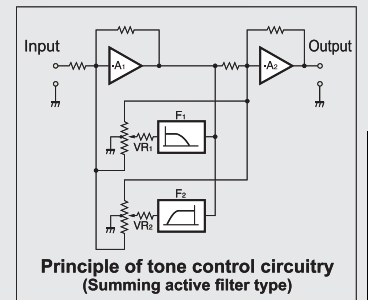 Input
Output
·A₁
·A₂
F₁
VR₁
F₂
VR₂
Principle of tone control circuitry
(Summing active filter type)